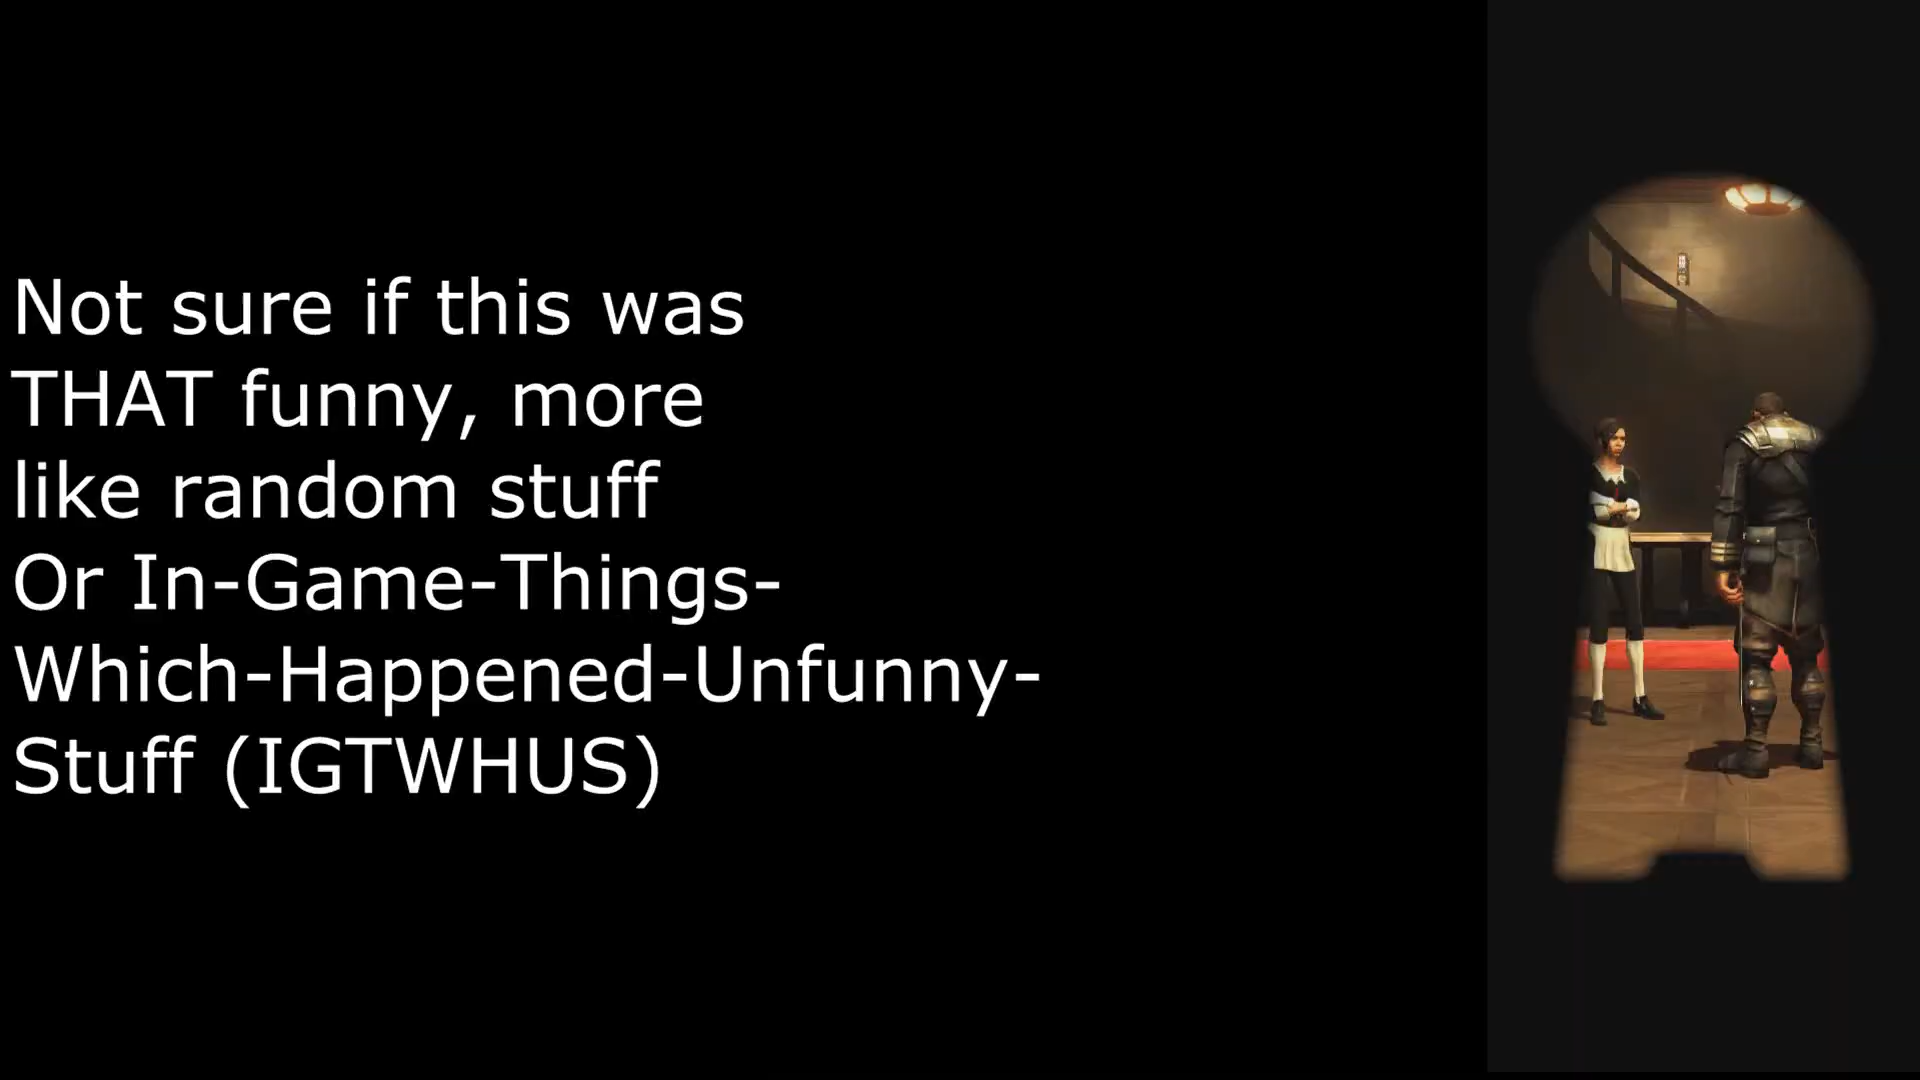 Not sure if this was
THAT funny, more
like random stuff
Or In-Game-Things-
Which-Happened-Unfunny-
Stuff (IGTWHUS)